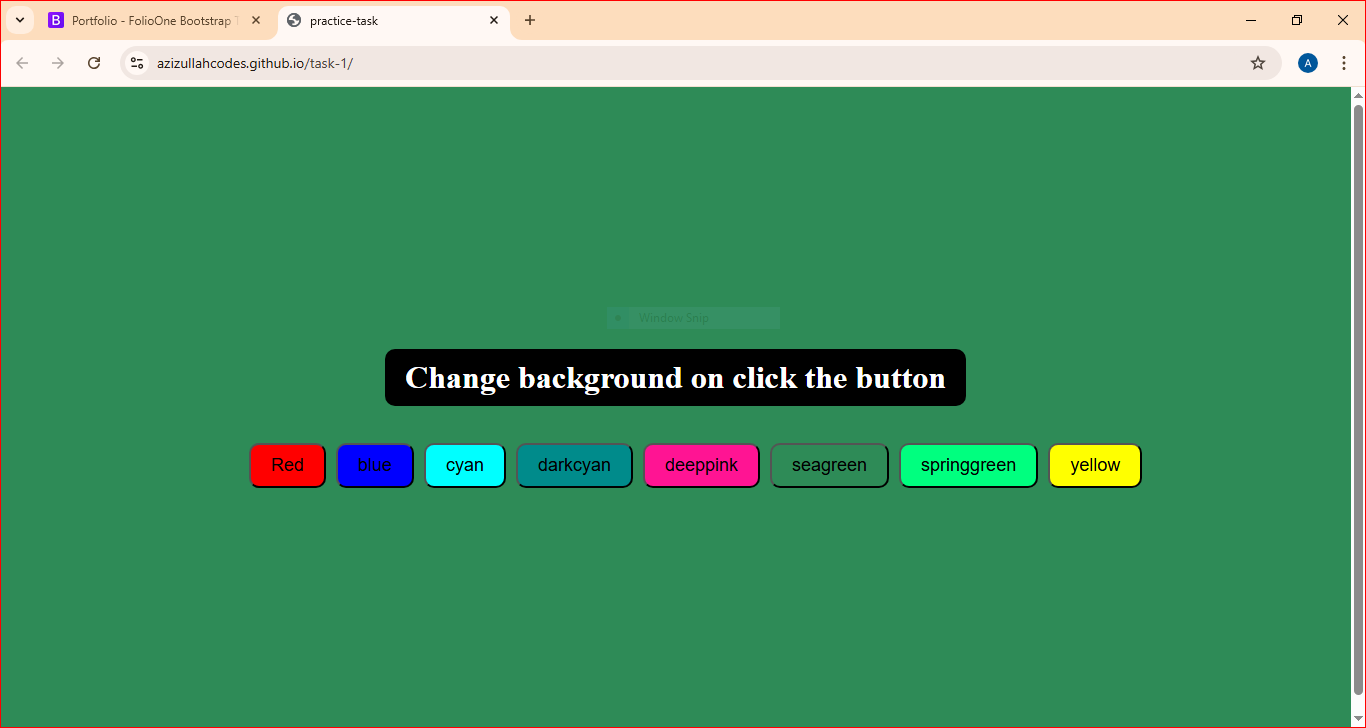 B Portfolio - FolioOne Bootstrap
practice-task
azizullahcodes.github.io/task-1/
A
Window Snip
Change background on click the button
Red
blue
cyan
darkcyan
deeppink
seagreen
springgreen
yellow